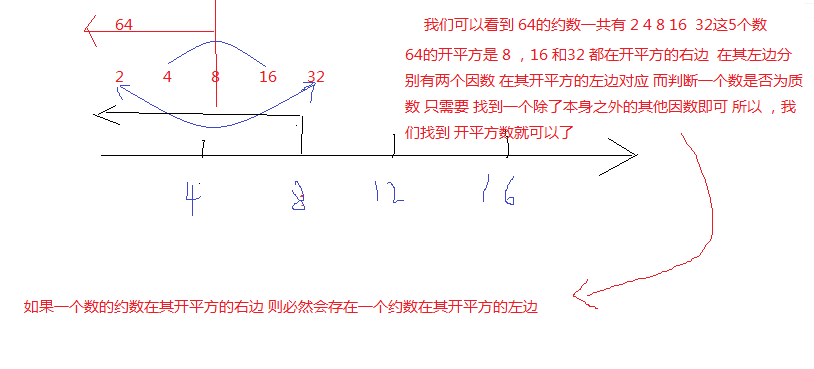 64
我们可以看到 64的约数一共有 2 4 8 16 32这5个数
64的开平方是 8 ，16 和32 都在开平方的右边 在其左边分
别有两个因数 在其开平方的左边对应 而判断一个数是否为质
数 只需要 找到一个除了本身之外的其他因数即可 所以 ，我
们找到 开平方数就可以了
2 4 8 16 32
4 8 12 16
如果一个数的约数在其开平方的右边 则必然会存在一个约数在其开平方的左边